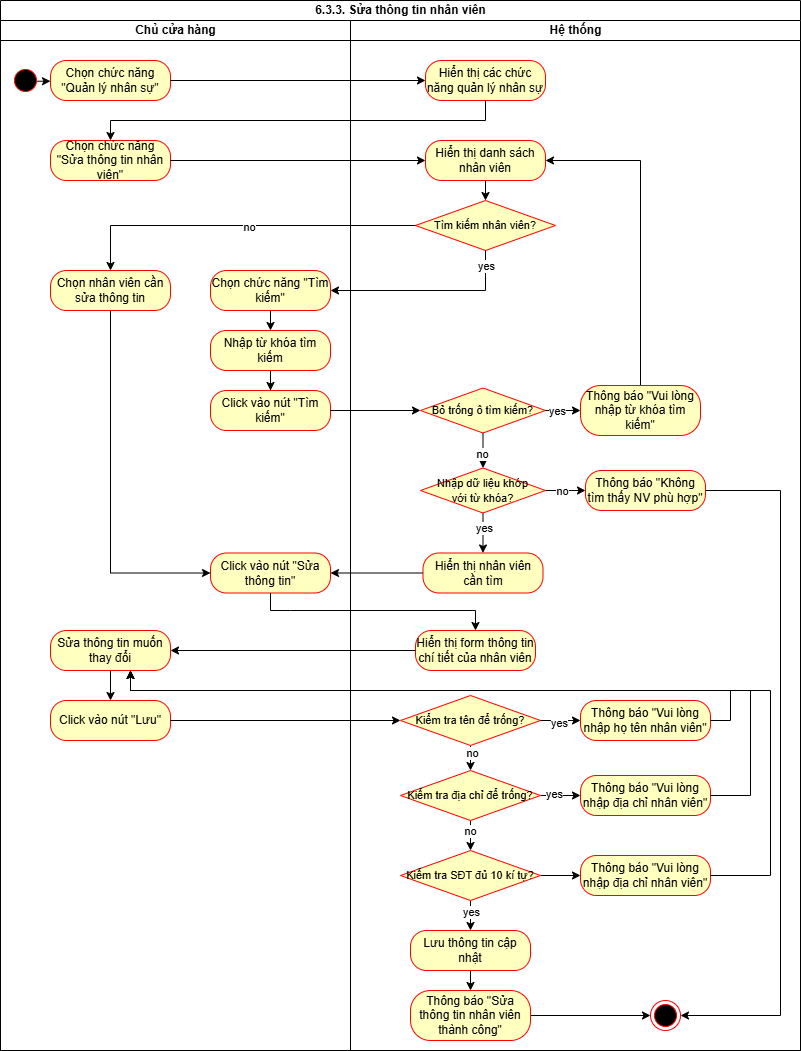 6.3.3. Sửa thông tin nhân viên
Chủ cửa hàng
Hệ thống
Chọn chức năng
"Quản lý nhân sự"
Hiển thị các chức
năng quản lý nhân sự
Chọn chức năng
"Sửa thông tin nhân
viên"
Hiển thị danh sách
nhân viên
Tìm kiếm nhân viên?
no
yes
Chọn nhân viên cần
sửa thông tin
Chọn chức năng "Tìm
kiếm"
Nhập từ khóa tìm
kiếm
Click vào nút "Tìm
kiếm"
Bỏ trống ô tìm kiếm?
yes
Thông báo "Vui lòng
nhập từ khóa tìm
kiếm"
no
Nhập dữ liệu khớp
với từ khóa?
no
Thông báo "Không
tìm thấy NV phù hợp"
yes
Click vào nút "Sửa
thông tin"
Hiển thị nhân viên
cần tìm
Sửa thông tin muốn
thay đổi
Hiển thị form thông tin
chi tiết của nhân viên
Click vào nút "Lưu"
Kiểm tra tên để trống?
yes
Thông báo "Vui lòng
nhập họ tên nhân viên"
no
Kiểm tra địa chỉ để trống?
yes
Thông báo "Vui lòng
nhập địa chỉ nhân viên"
no
Kiểm tra SĐT đủ 10 kí tự?
Thông báo "Vui lòng
nhập địa chỉ nhân viên"
yes
Lưu thông tin cập
nhật
Thông báo "Sửa
thông tin nhân viên
thành công"